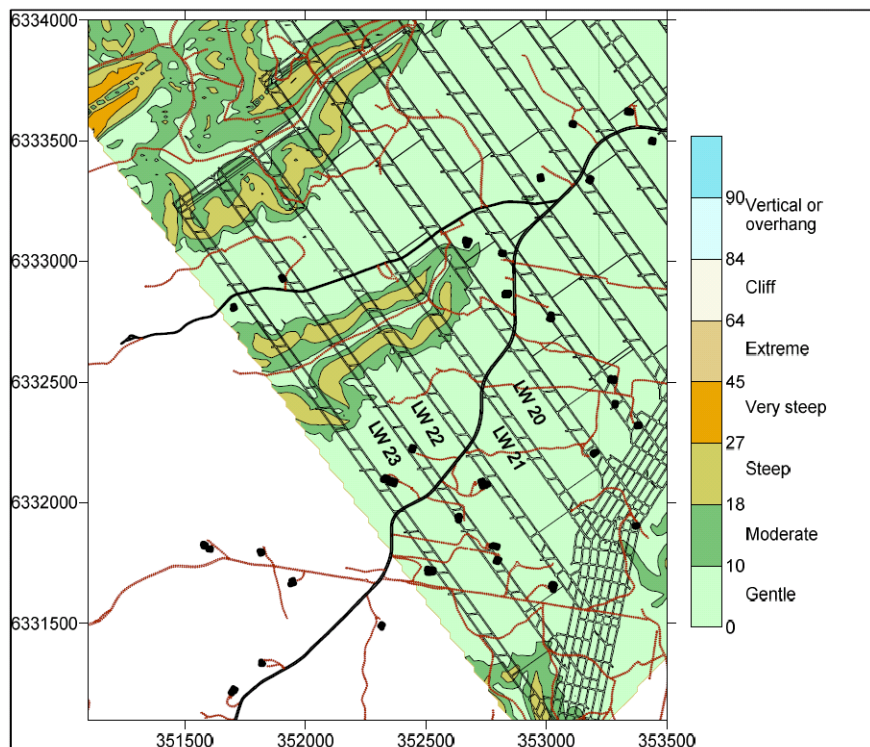 6334000
6333500
6333000
6332500
6332000
6331500
351500
352000
352500
353000
353500
LW 23
LW 22
LW 21
LW 20
90
Vertical or
overhang
84
Cliff
64
Extreme
45
Very steep
27
Steep
18
Moderate
10
Gentle
0